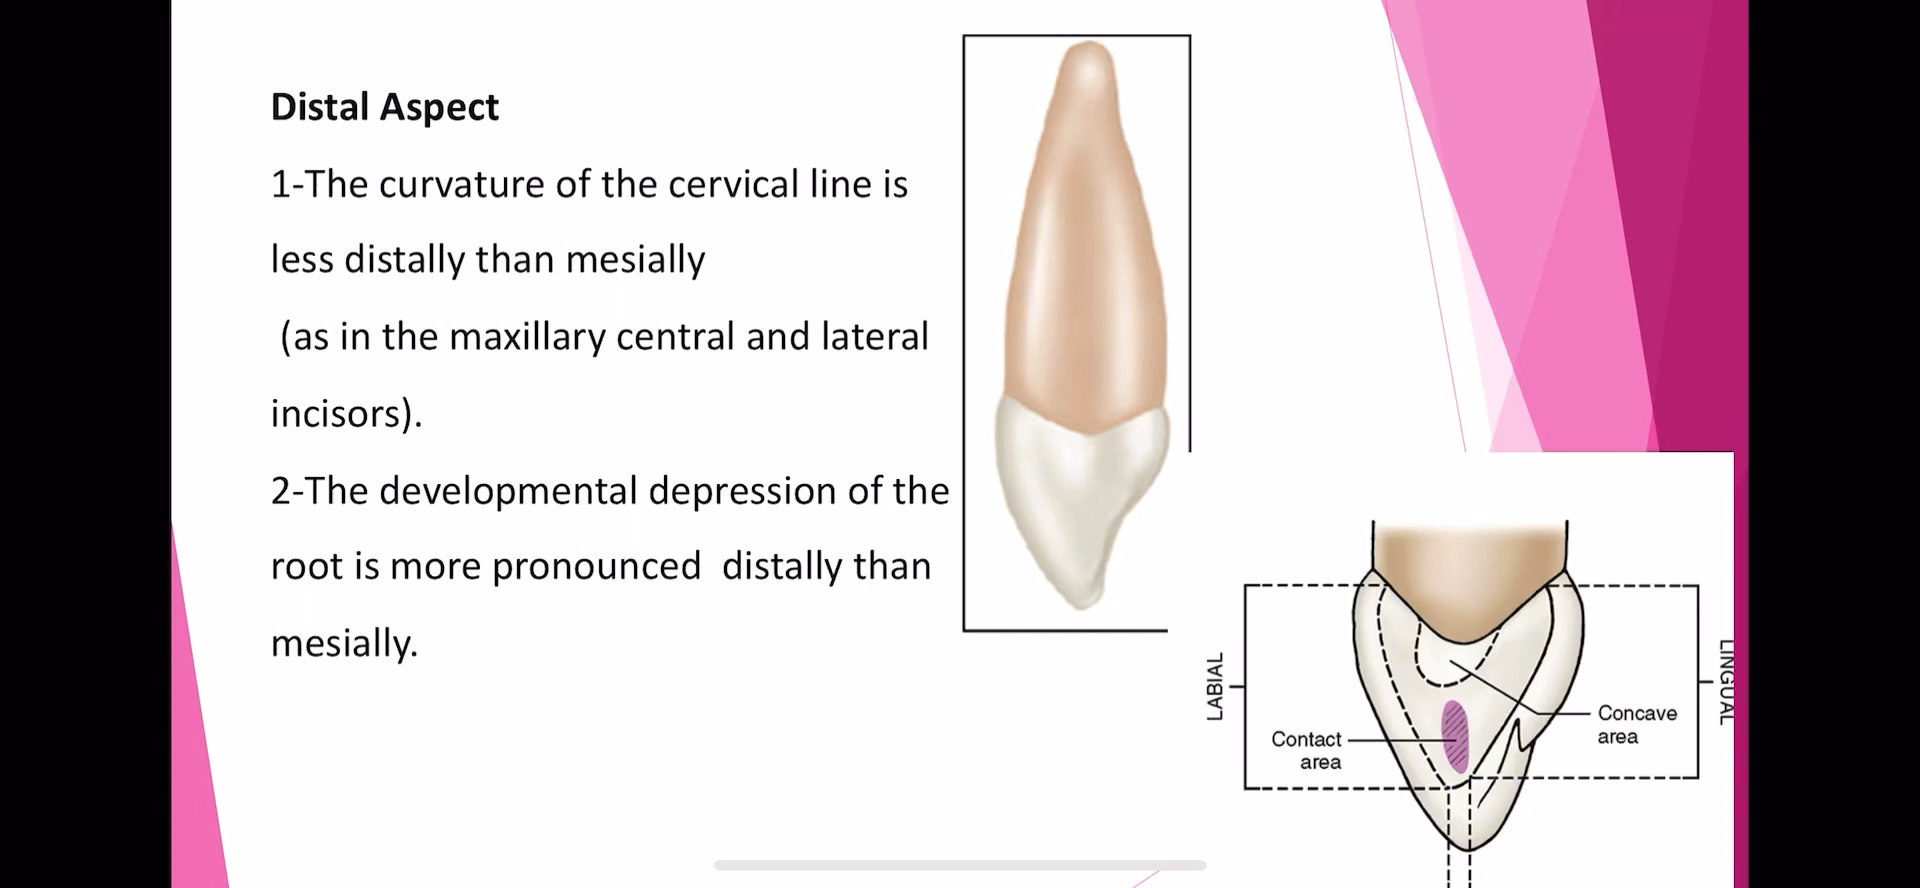 Distal Aspect
1-The curvature of the cervical line is
less distally than mesially
(as in the maxillary central and lateral
incisors).
2-The developmental depression of the
root is more pronounced distally than
mesially.
LABIAL
LINGUAL
Contact
area
Concave
area